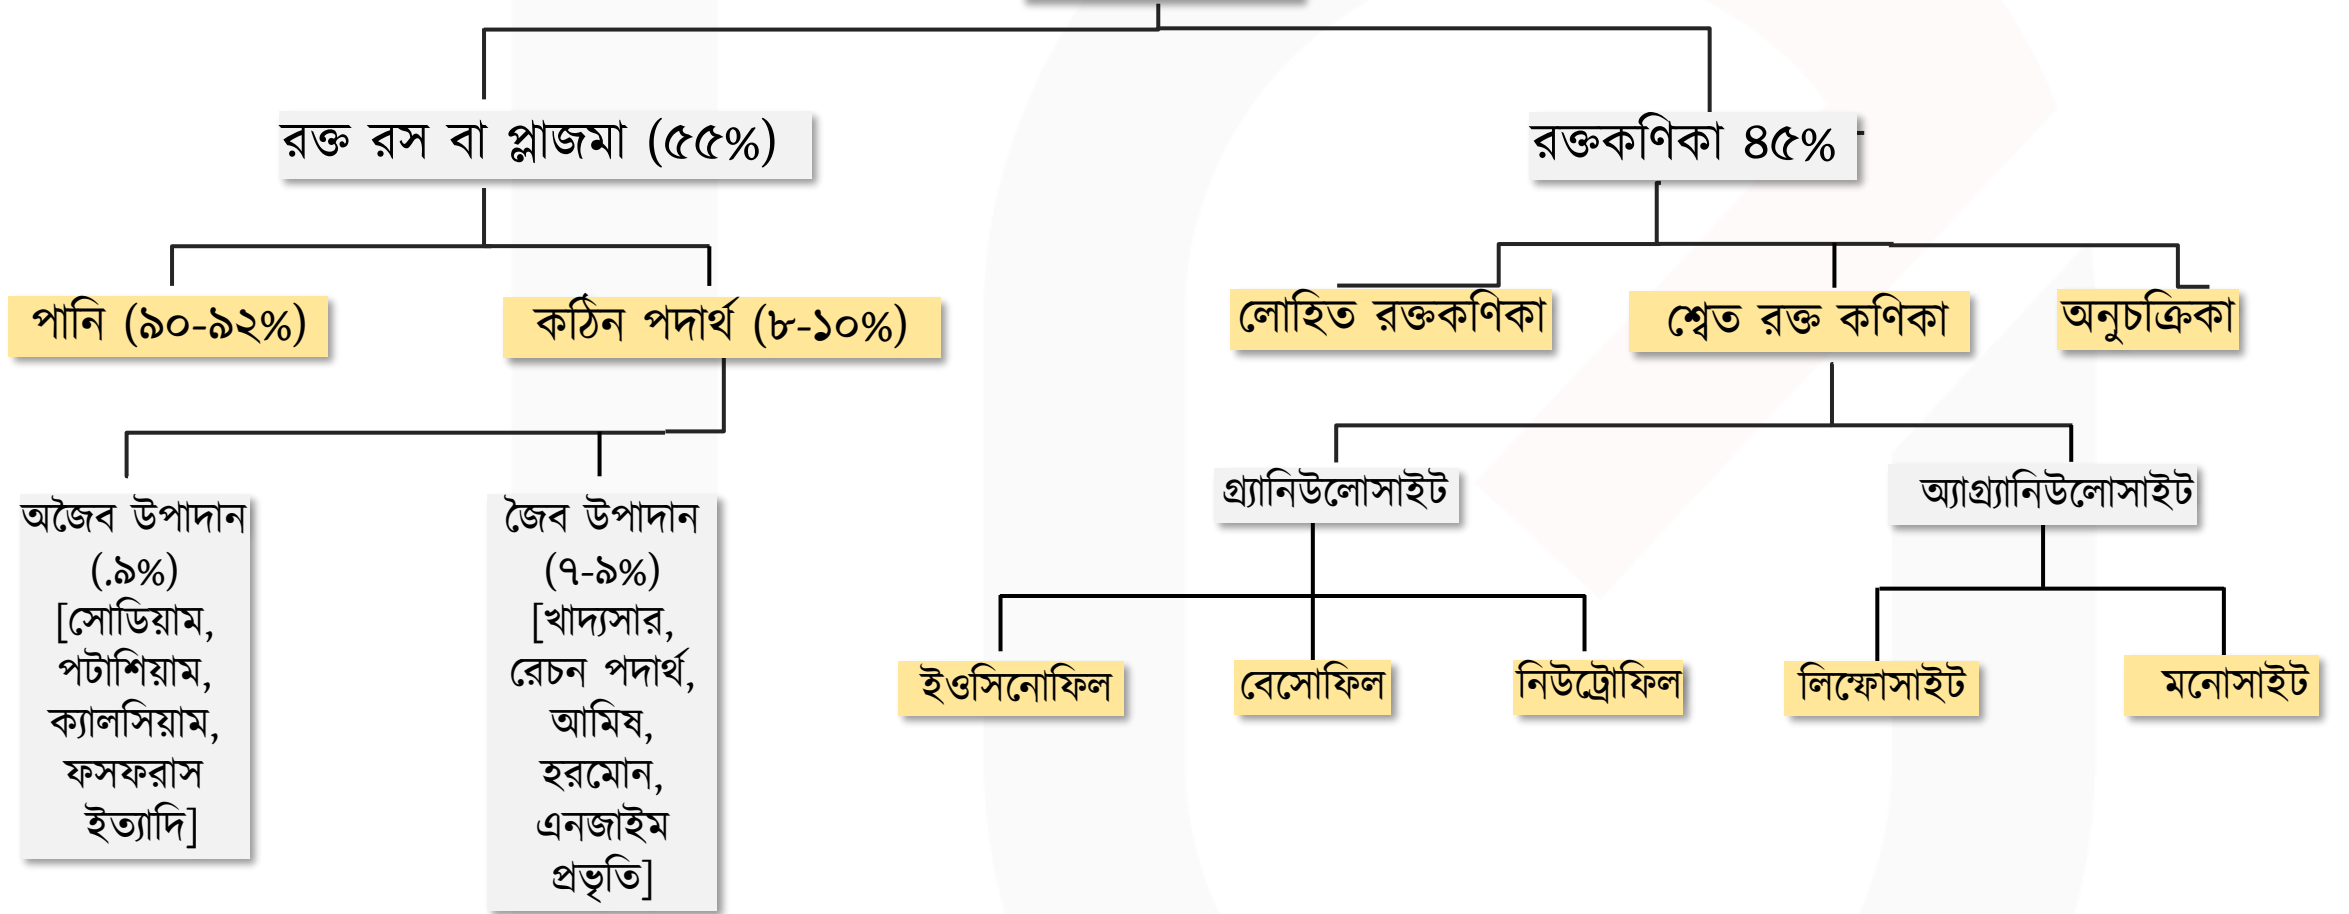 রক্ত রস বা প্লাজমা (৫৫%)
রক্তকণিকা ৪৫%
পানি (৯০-৯২%)
কঠিন পদার্থ (৮-১০%)
লোহিত রক্তকণিকা
শ্বেত রক্ত কণিকা
অনুচক্রিকা
গ্র্যানিউলোসাইট
অ্যাগ্র্যানিউলোসাইট
অজৈব উপাদান
(.৯%)
[সোডিয়াম,
পটাশিয়াম,
ক্যালসিয়াম,
ফসফরাস
ইত্যাদি]
জৈব উপাদান
(৭-৯%)
[খাদ্যসার,
রেচন পদার্থ,
আমিষ,
হরমোন,
এনজাইম
প্রভৃতি]
ইওসিনোফিল
বেসোফিল
নিউট্রোফিল
লিম্ফোসাইট
মনোসাইট